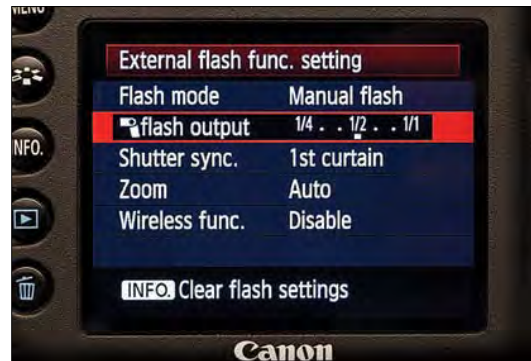 MENU
External flash func. setting
Flash mode Manual flash
flash output 1/4 . . 1/2 . . 1/1
INFO.
Shutter sync. 1st curtain
Zoom Auto
Wireless func. Disable
INFO. Clear flash settings
Canon